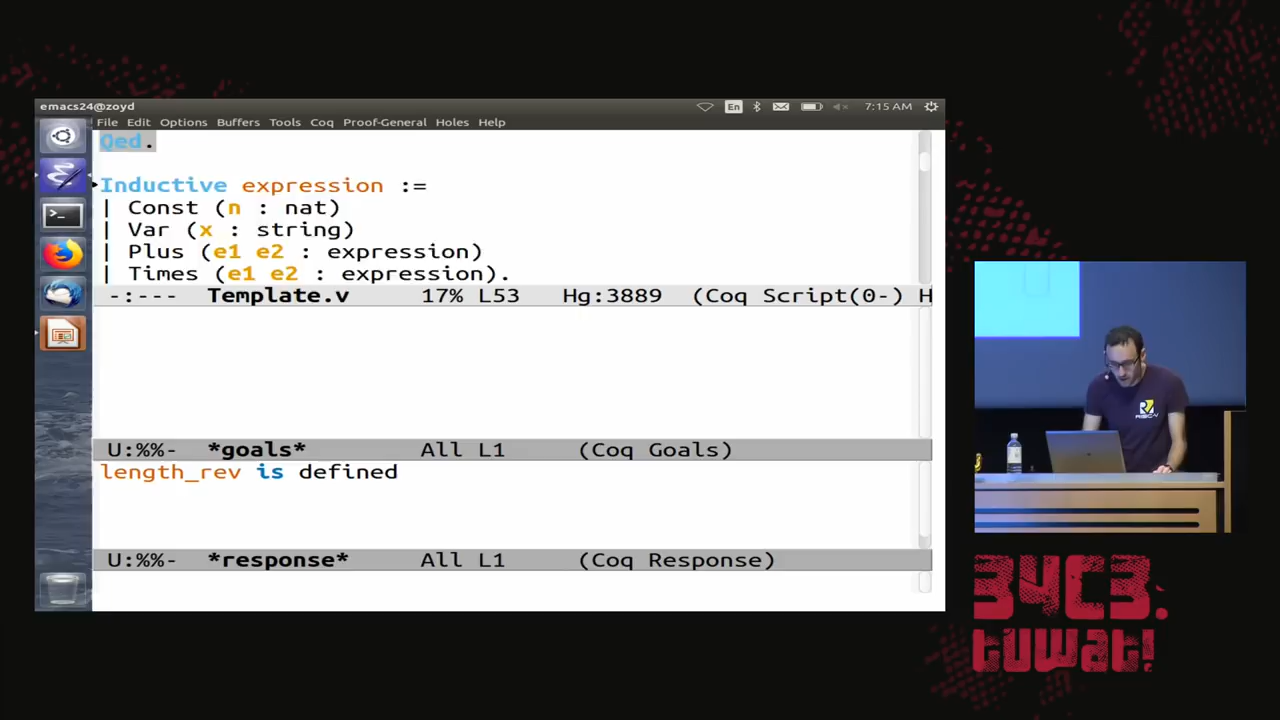 emacs24@zoyd
En
7:15 AM
File Edit Options Buffers Tools Coq Proof-General Holes Help
Qed.
Inductive expression :=
| Const (n : nat)
| Var (x : string)
| Plus (e1 e2 : expression)
| Times (e1 e2 : expression).
-:--- Template.v 17% L53 Hg:3889 (Coq Script(0-) H
U:%%- *goals* All L1 (Coq Goals)
length_rev is defined
U:%%- *response* All L1 (Coq Response)
RISC-V
34C3.
tuwat!